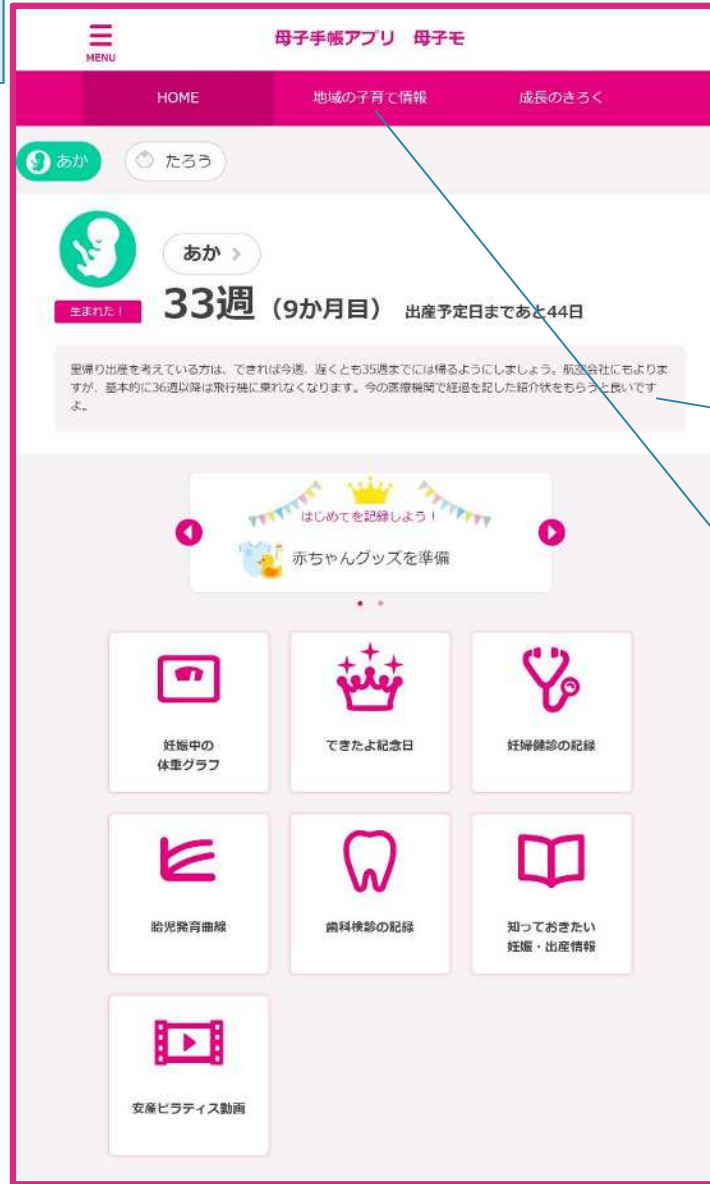 母子手帳アプリ 母子モ
MENU
HOME 地域の子育て情報 成長のきろく
あか たろう
あか
生まれた!
33週(9か月目) 出産予定日まであと44日
里帰り出産を考えている方は、できれば今週、遅くとも35週までには帰るようにしましょう。航空会社にもよりま
すが、基本的に36週以降は飛行機に乗れなくなります。今の医療機関で経過を記した紹介状をもらうと良いです
よ。
はじめてを記録しよう!
赤ちゃんグッズを準備
妊娠中の
体重グラフ
できたよ記念日
妊婦健診の記録
胎児発育曲線
歯科検診の記録
知っておきたい
妊娠・出産情報
安産ピラティス動画